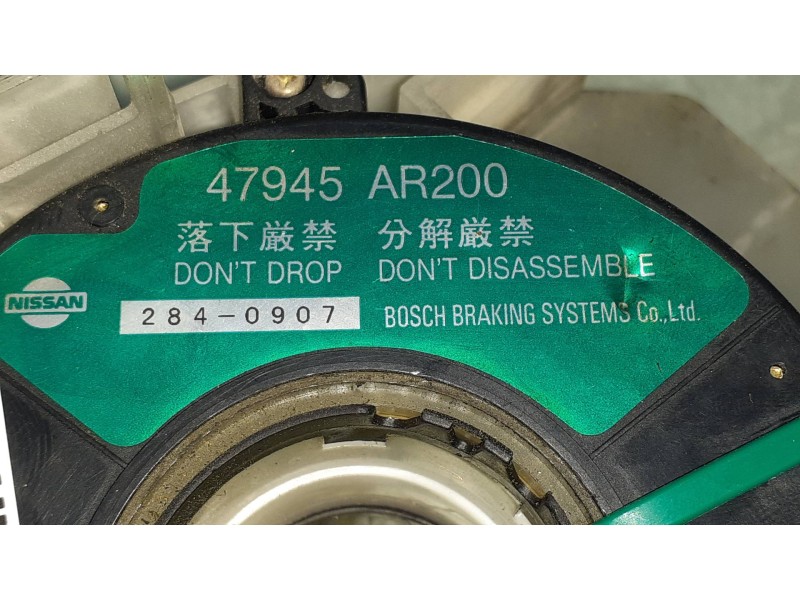 47945 AR200
落下厳禁 分解厳禁
DON'T DROP DON'T DISASSEMBLE
NISSAN
284-0907 BOSCH BRAKING SYSTEMS Co.,Ltd.